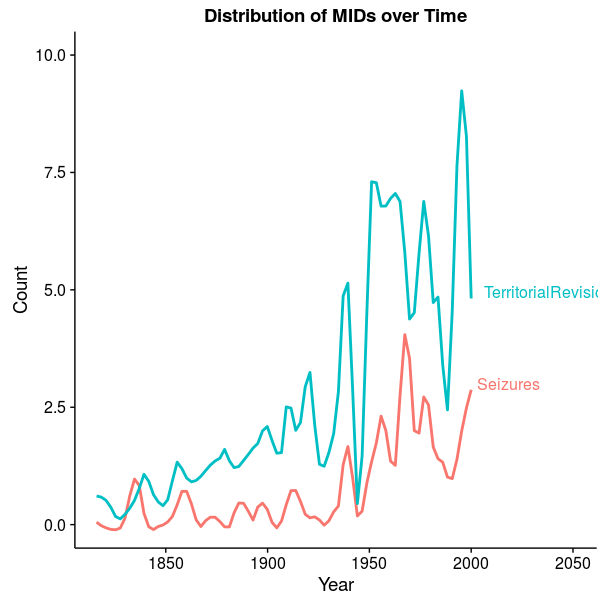 Distribution of MIDs over Time
10.0
7.5
5.0
2.5
0.0
Count
TerritorialRevisio
Seizures
1850
1900
1950
2000
2050
Year